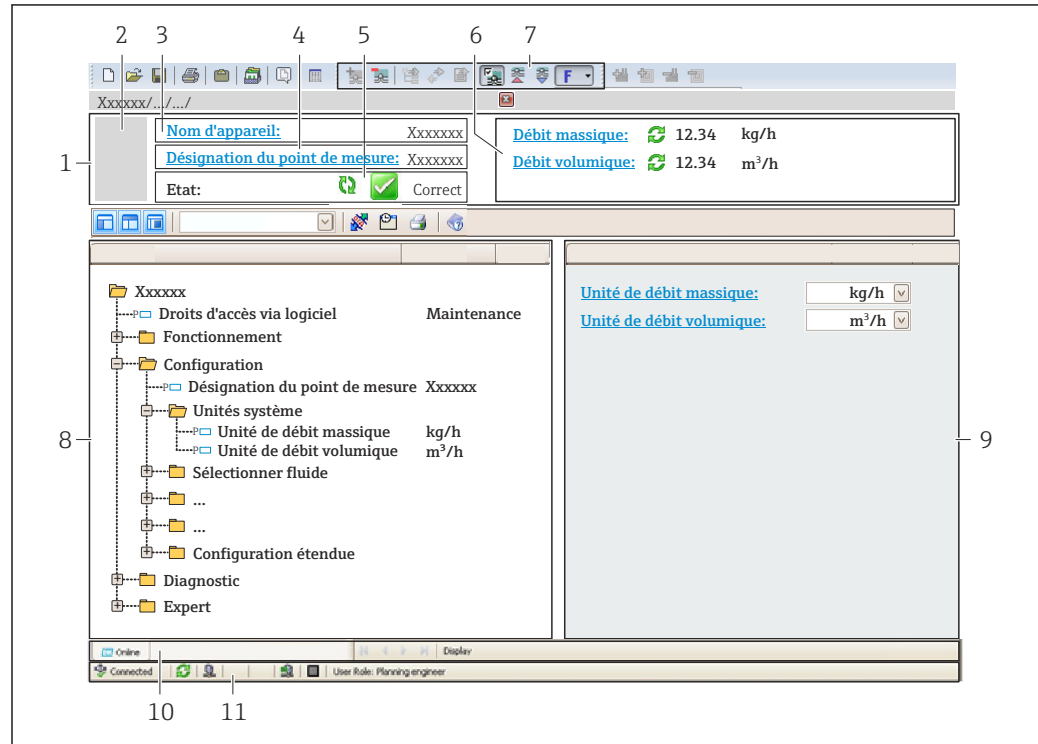 2 3 4 5 6 7
F
Xxxxxx/.../.../
1
Nom d'appareil: Xxxxxxx
Désignation du point de mesure: Xxxxxxx
Etat: Correct
Débit massique: 12.34 kg/h
Débit volumique: 12.34 m³/h
Xxxxxx
P Droits d'accès via logiciel Maintenance
Fonctionnement
Configuration
P Désignation du point de mesure Xxxxxx
Unités système
P Unité de débit massique kg/h
P Unité de débit volumique m³/h
Sélectionner fluide
...
...
Configuration étendue
Diagnostic
Expert
8
Unité de débit massique: kg/h
Unité de débit volumique: m³/h
9
Online Display
Connected User Role: Planning engineer
10 11